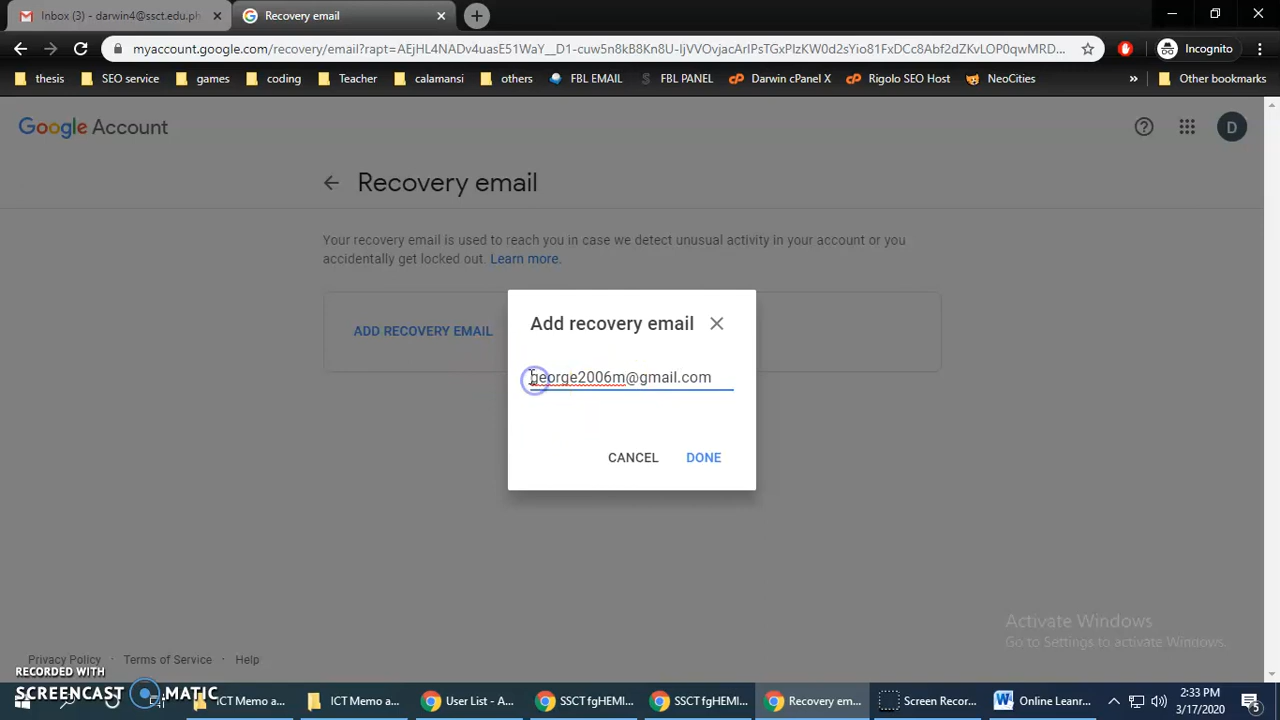 Inbox (3) - darwin4@ssct.edu.ph
Recovery email
myaccount.google.com/recovery/email?rapt=AEjHL4NADv4uasE51WaY__D1-cuw5n8kB8Kn8U-IjVVOvjacArIPsTGxPlzKW0d2sYio81FxDCc8Abf2dZKvLOP0qwMRD...
Incognito
thesis
SEO service
games
coding
Teacher
calamansi
others
FBL EMAIL
FBL PANEL
Darwin cPanel X
Rigolo SEO Host
NeoCities
»
Other bookmarks
Google Account
D
Recovery email
Your recovery email is used to reach you in case we detect unusual activity in your account or you
accidentally get locked out. Learn more.
ADD RECOVERY EMAIL
Add recovery email
george2006m@gmail.com
CANCEL DONE
Activate Windows
Go to Settings to activate Windows.
Privacy Policy · Terms of Service · Help
RECORDED WITH
SCREENCAST MATIC
ICT Memo a...
ICT Memo a...
User List - A...
SSCT fgHEMI...
SSCT fgHEMI...
Recovery em...
Screen Recor...
Online Learn...
2:33 PM
3/17/2020
5